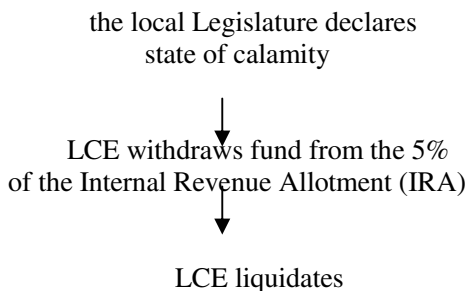 the local Legislature declares
state of calamity
LCE withdraws fund from the 5%
of the Internal Revenue Allotment (IRA)
LCE liquidates